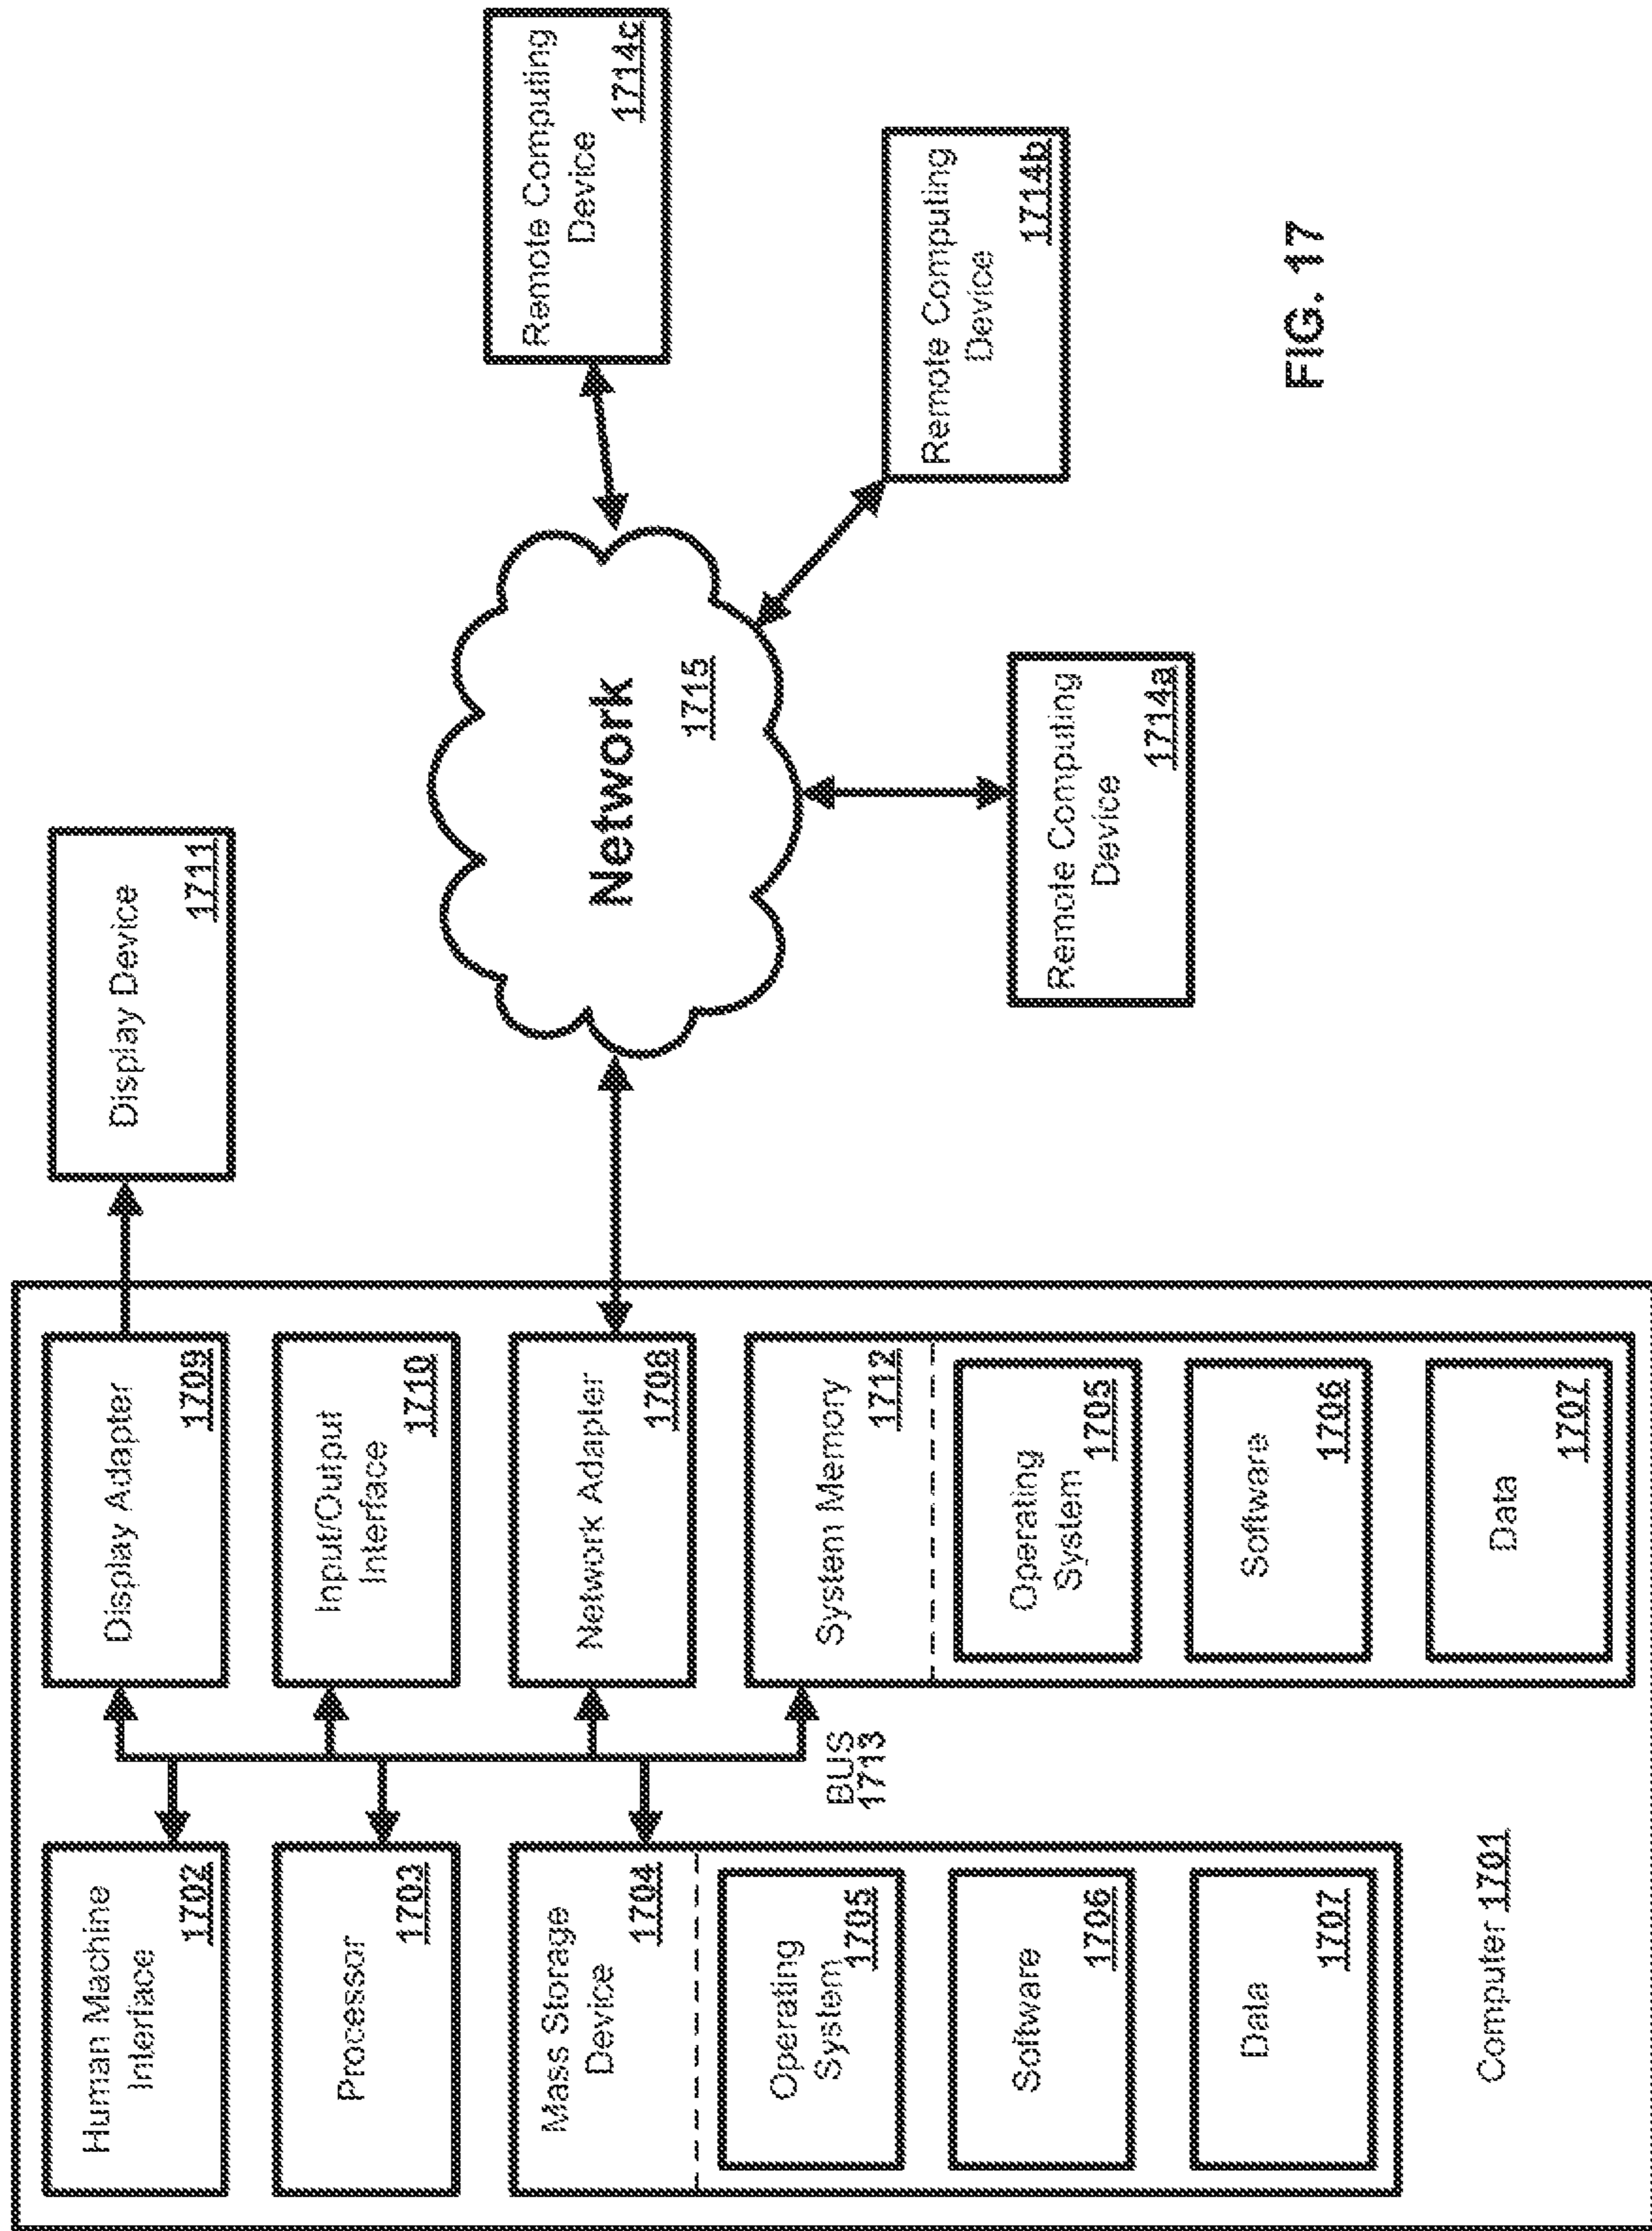 Human Machine
Interface
1702
Processor
1703
Mass Storage
Device
1704
Operating
System
1705
Software
1706
Data
1707
Computer 1701
BUS
1713
Display Adapter
1709
Input/Output
Interface
1710
Network Adapter
1708
System Memory
1712
Operating
System
1705
Software
1706
Data
1707
Display Device
1711
Network
1715
Remote Computing
Device
1714a
Remote Computing
Device
1714b
Remote Computing
Device
1714c
FIG. 17